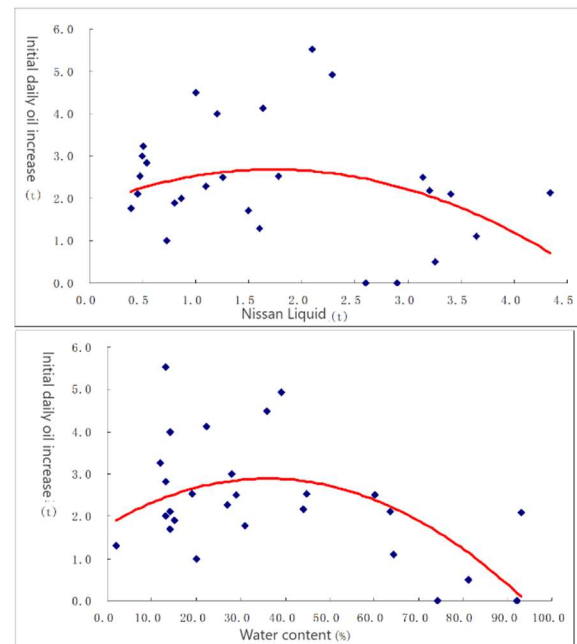 Initial daily oil increase
(t)
6.0
5.0
4.0
3.0
2.0
1.0
0.0
0.0 0.5 1.0 1.5 2.0 2.5 3.0 3.5 4.0 4.5
Nissan Liquid (t)
Initial daily oil increase:
(t)
6.0
5.0
4.0
3.0
2.0
1.0
0.0
0.0 10.0 20.0 30.0 40.0 50.0 60.0 70.0 80.0 90.0 100.0
Water content (%)